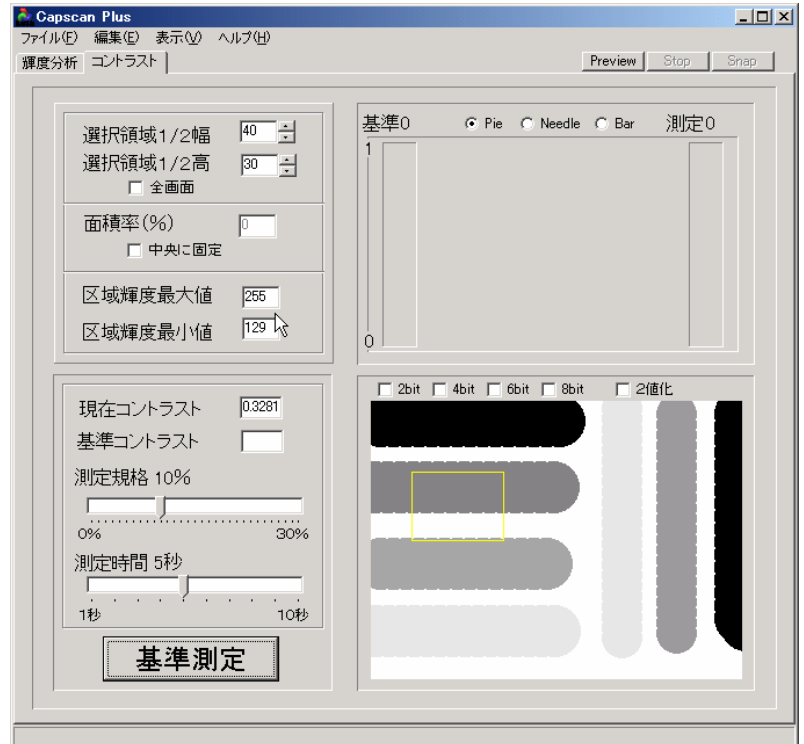 Capscan Plus
ファイル(F) 編集(E) 表示(V) ヘルプ(H)
輝度分析 コントラスト
Preview Stop Snap
選択領域1/2幅 40
選択領域1/2高 30
全画面
面積率(%) 0
中央に固定
区域輝度最大値 255
区域輝度最小値 129
基準0 Pie Needle Bar 測定0
1
0
現在コントラスト 0.3281
基準コントラスト
測定規格 10%
0% 30%
測定時間 5秒
1秒 10秒
基準測定
2bit 4bit 6bit 8bit 2値化